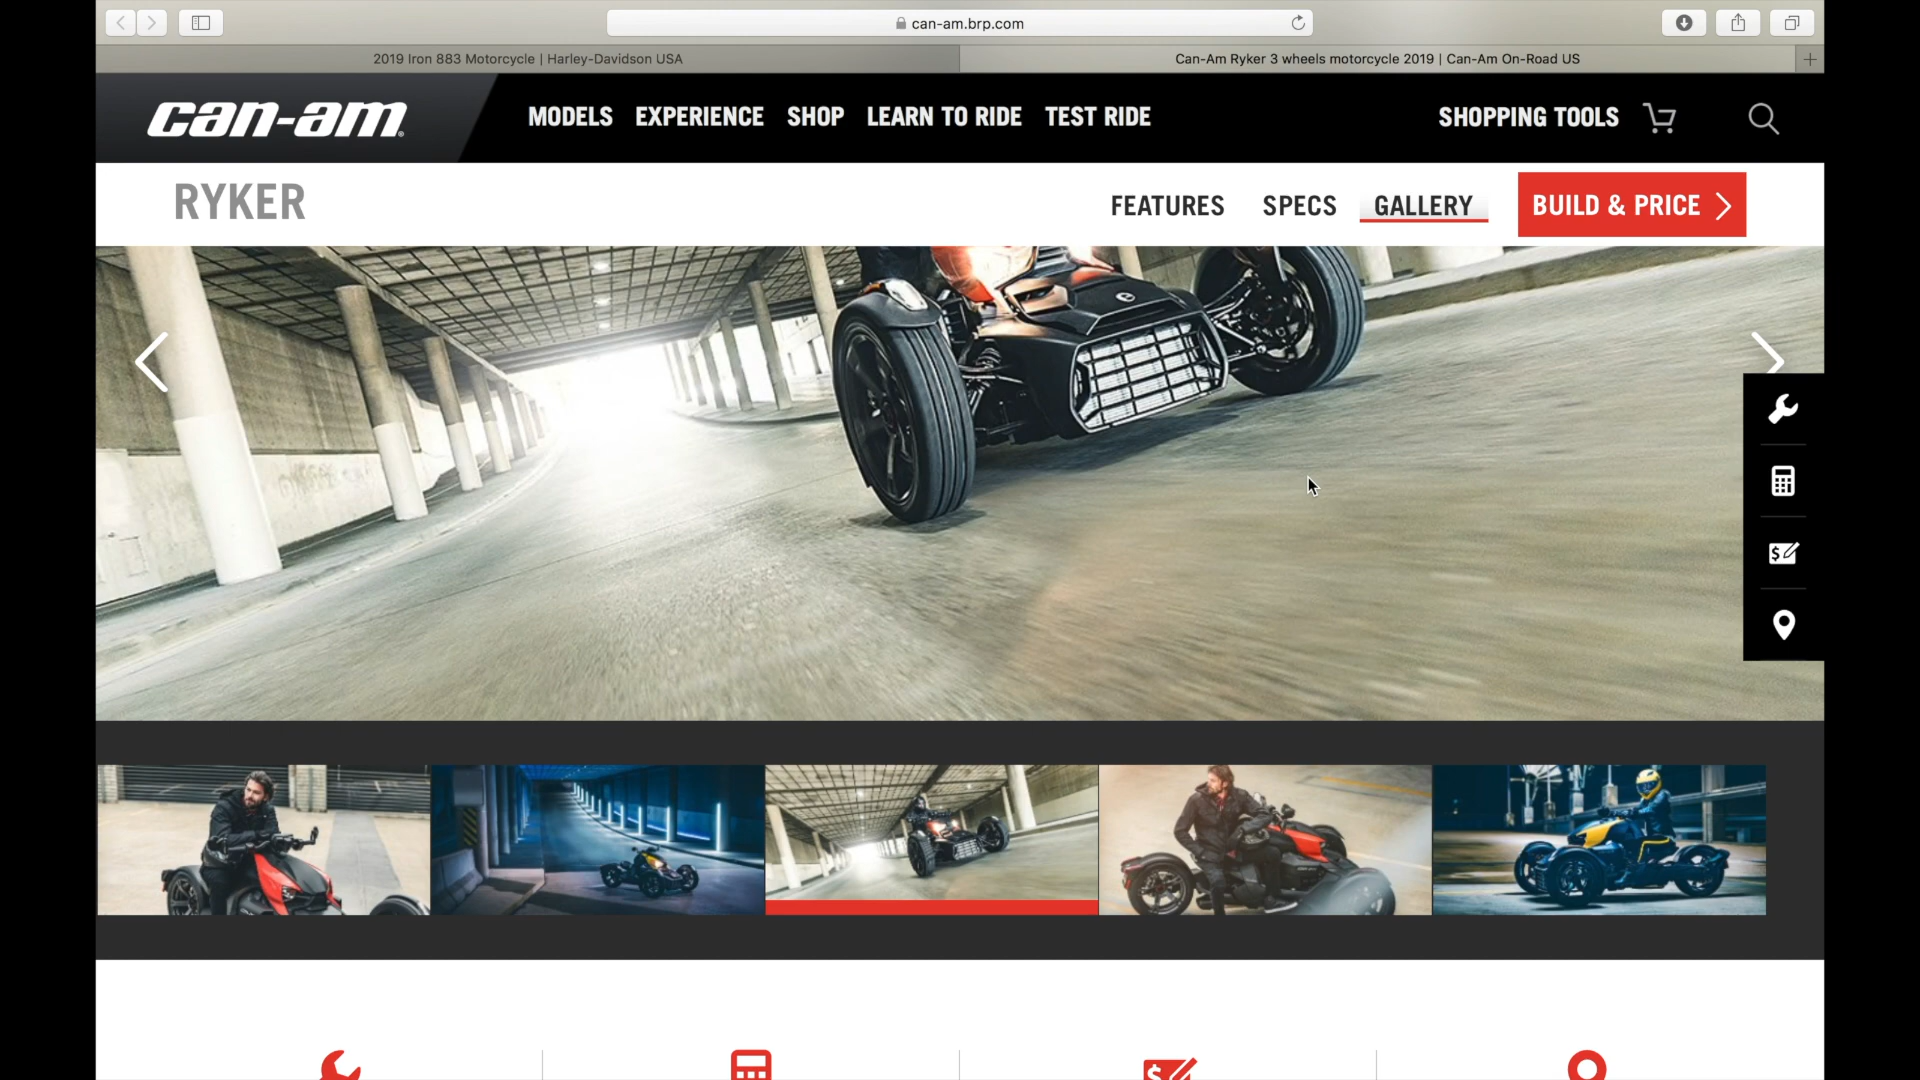 can-am.brp.com
2019 Iron 883 Motorcycle | Harley-Davidson USA
Can-Am Ryker 3 wheels motorcycle 2019 | Can-Am On-Road US
can-am
MODELS EXPERIENCE SHOP LEARN TO RIDE TEST RIDE
SHOPPING TOOLS
RYKER
FEATURES SPECS GALLERY BUILD & PRICE